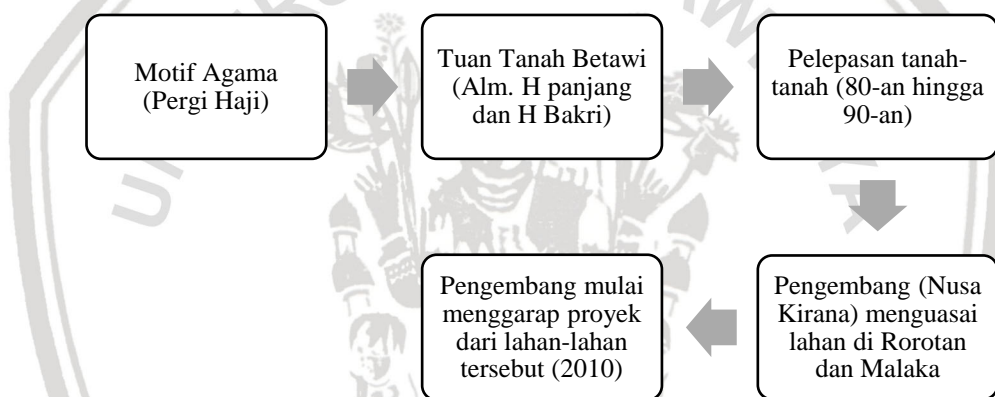 Motif Agama
(Pergi Haji)
Tuan Tanah Betawi
(Alm. H panjang
dan H Bakri)
Pelepasan tanah-
tanah (80-an hingga
90-an)
Pengembang (Nusa
Kirana) menguasai
lahan di Rorotan
dan Malaka
Pengembang mulai
menggarap proyek
dari lahan-lahan
tersebut (2010)